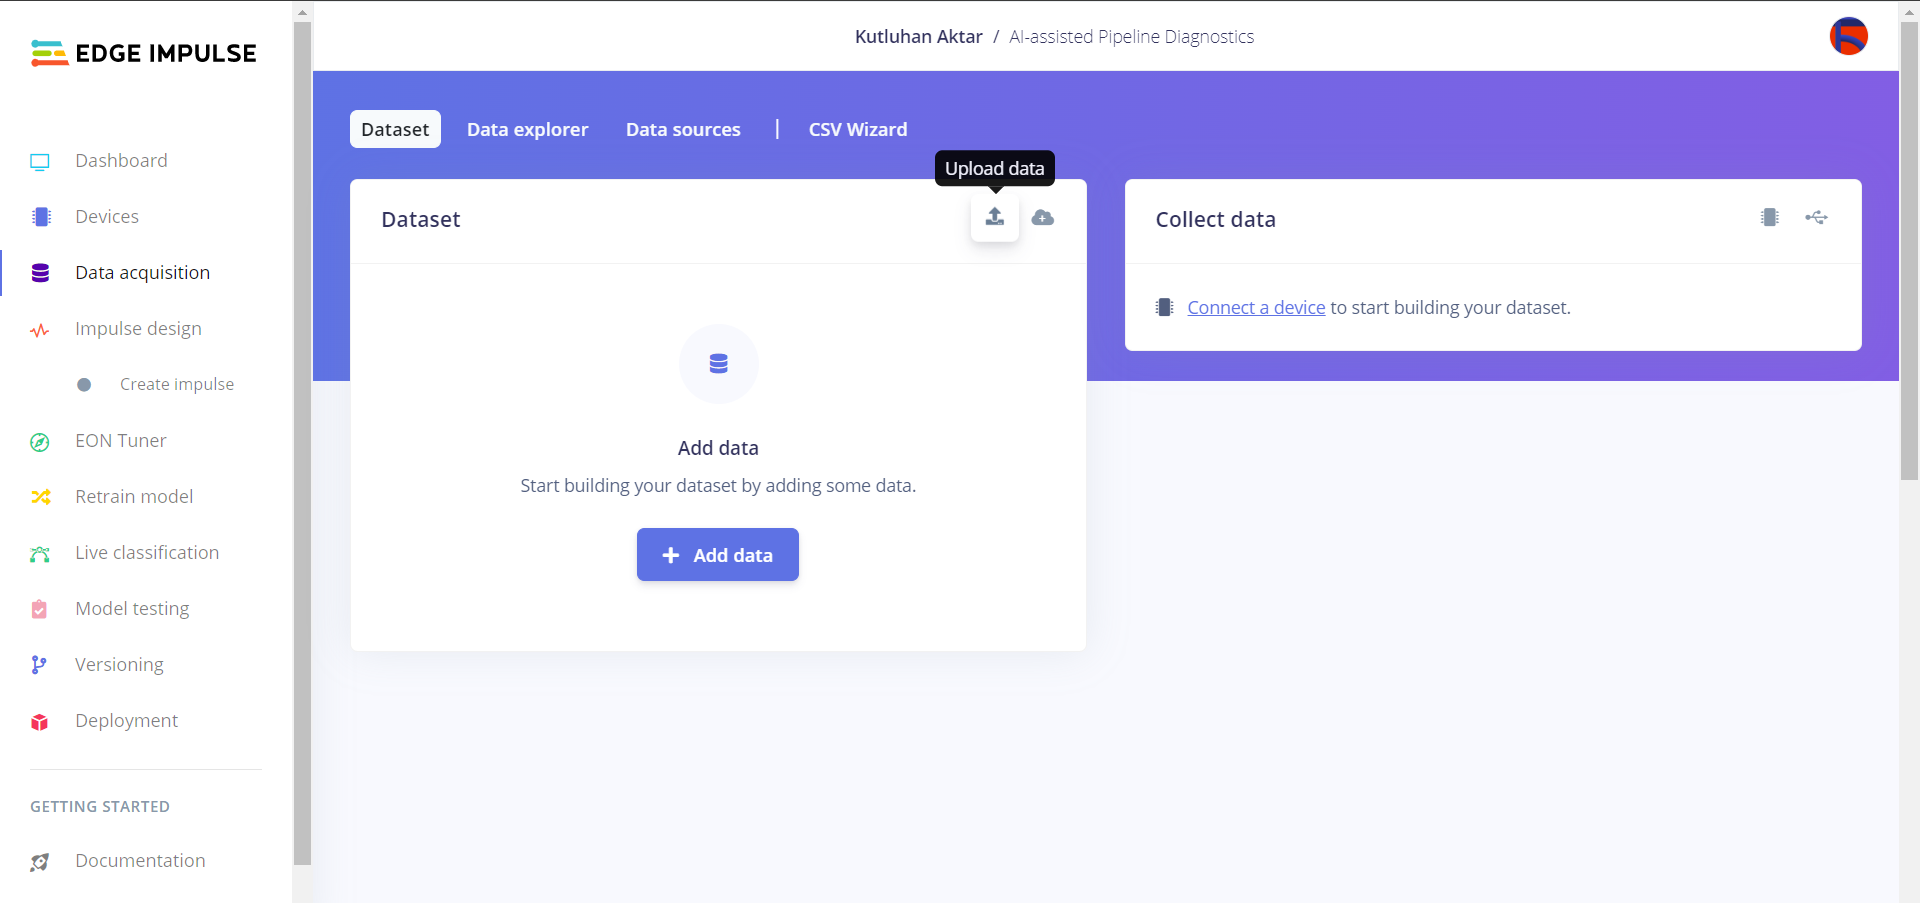 EDGE IMPULSE
Dashboard
Devices
Data acquisition
Impulse design
Create impulse
EON Tuner
Retrain model
Live classification
Model testing
Versioning
Deployment
GETTING STARTED
Documentation
Kutluhan Aktar / AI-assisted Pipeline Diagnostics
Dataset Data explorer Data sources | CSV Wizard
Upload data
Dataset
Add data
Start building your dataset by adding some data.
+ Add data
Collect data
Connect a device to start building your dataset.